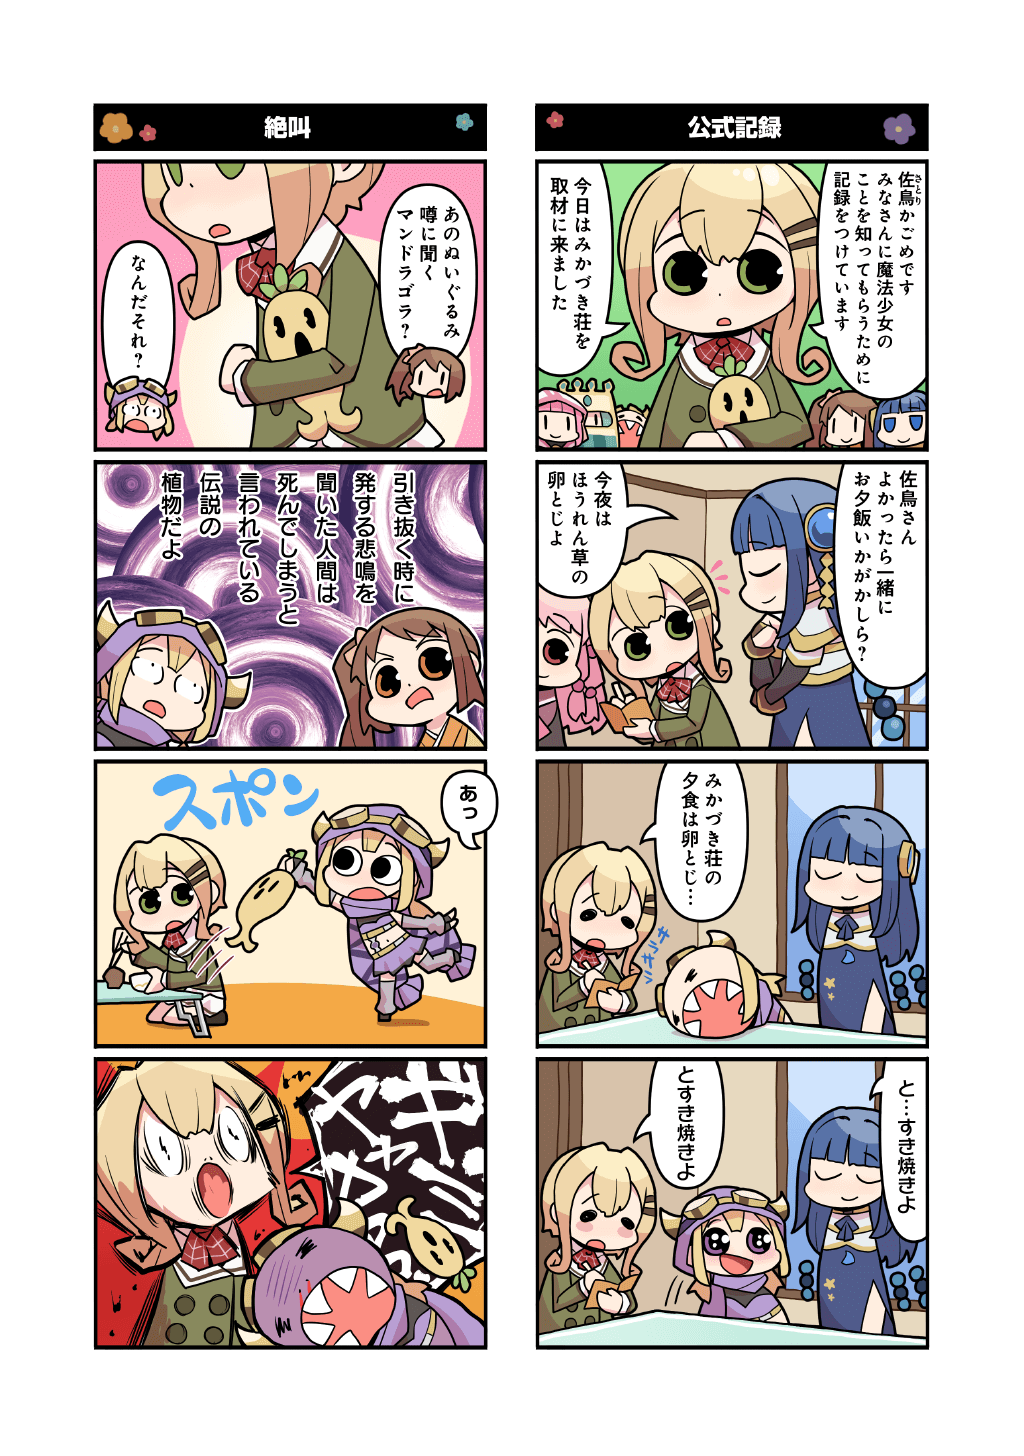 公式記録
佐鳥かごめです
さとり
みなさんに魔法少女の
ことを知ってもらうために
記録をつけています
今日はみかづき荘を
取材に来ました
佐鳥さん
よかったら一緒に
お夕飯いかがかしら?
今夜は
ほうれん草の
卵とじよ
みかづき荘の
夕食は卵とじ…
サラサラ
と…すき焼きよ
とすき焼きよ
絶叫
あのぬいぐるみ
噂に聞く
マンドラゴラ?
なんだそれ?
引き抜く時に
発する悲鳴を
聞いた人間は
死んでしまうと
言われている
伝説の
植物だよ
あっ
スポン